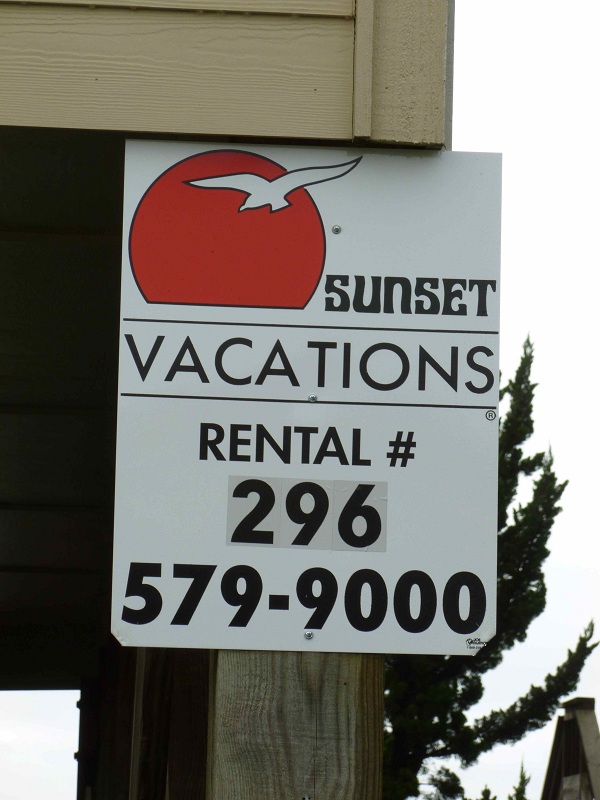 SUNSET
VACATIONS
®
RENTAL #
296
579-9000